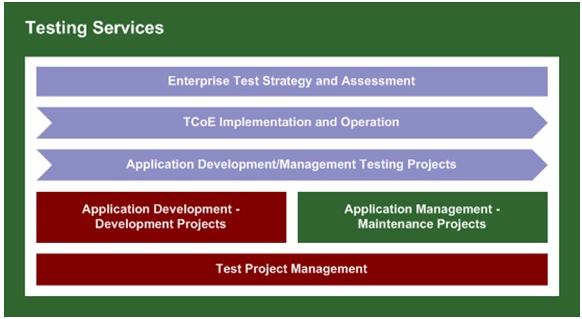 Testing Services
Enterprise Test Strategy and Assessment
TCoE Implementation and Operation
Application Development/Management Testing Projects
Application Development -
Development Projects
Application Management -
Maintenance Projects
Test Project Management